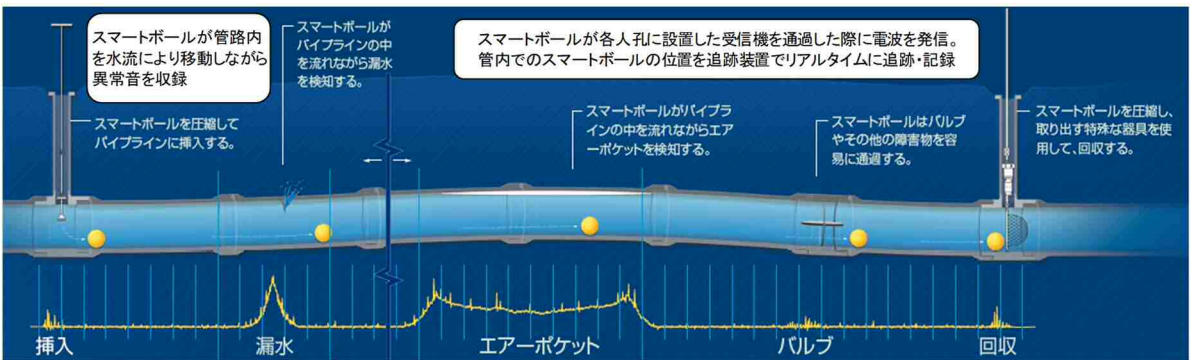 スマートボールが管路内
を水流により移動しながら
異常音を収録
スマートボールが
パイプラインの中
を流れながら漏水
を検知する。
スマートボールが各人孔に設置した受信機を通過した際に電波を発信。
管内でのスマートボールの位置を追跡装置でリアルタイムに追跡・記録
スマートボールを圧縮して
パイプラインに挿入する。
スマートボールがパイプラ
インの中を流れながらエア
ーポケットを検知する。
スマートボールはバルブ
やその他の障害物を容
易に通過する。
スマートボールを圧縮し、
取り出す特殊な器具を使
用して、回収する。
挿入
漏水
エアーポケット
バルブ
回収